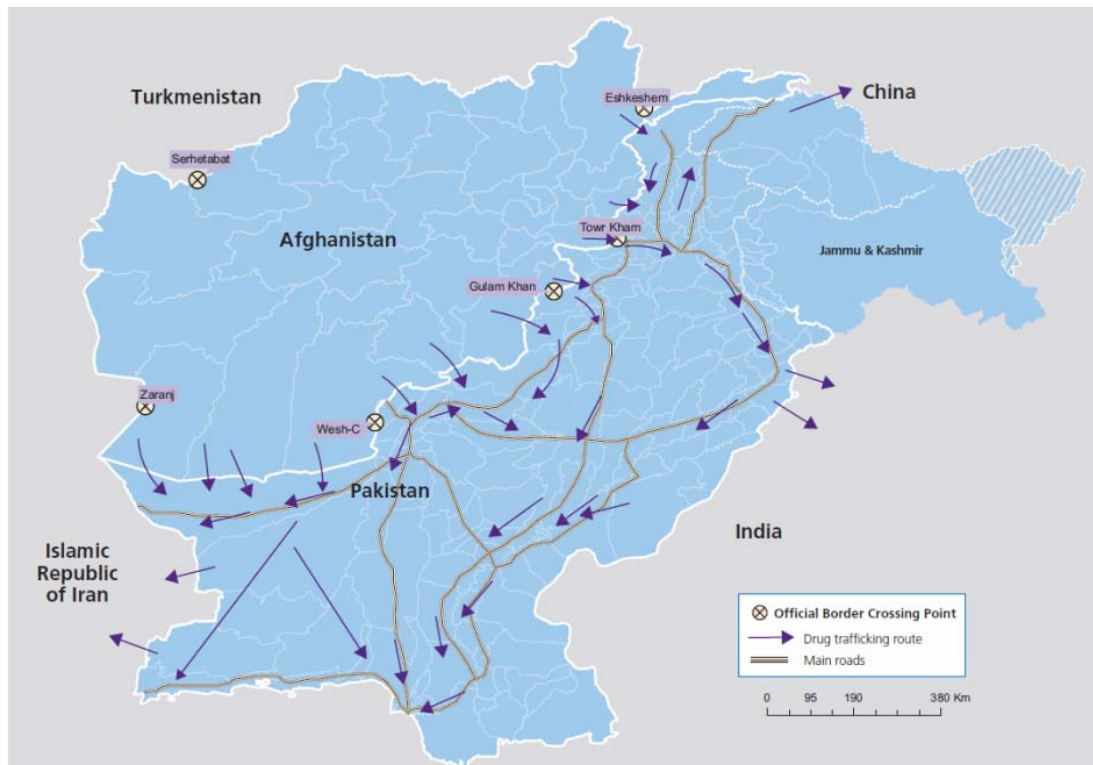 Turkmenistan
Eshkeshem
China
Serhetabat
Towr Kham
Afghanistan
Jammu & Kashmir
Gulam Khan
Zaranj
Wesh-C
Pakistan
India
Islamic
Republic
of Iran
Official Border Crossing Point
Drug trafficking route
Main roads
0 95 190 380 Km